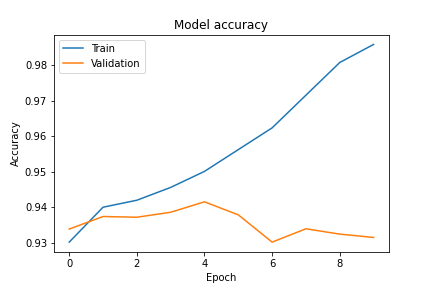 Model accuracy
Train
Validation
0.98
0.97
0.96
0.95
0.94
0.93
Accuracy
0 2 4 6 8
Epoch